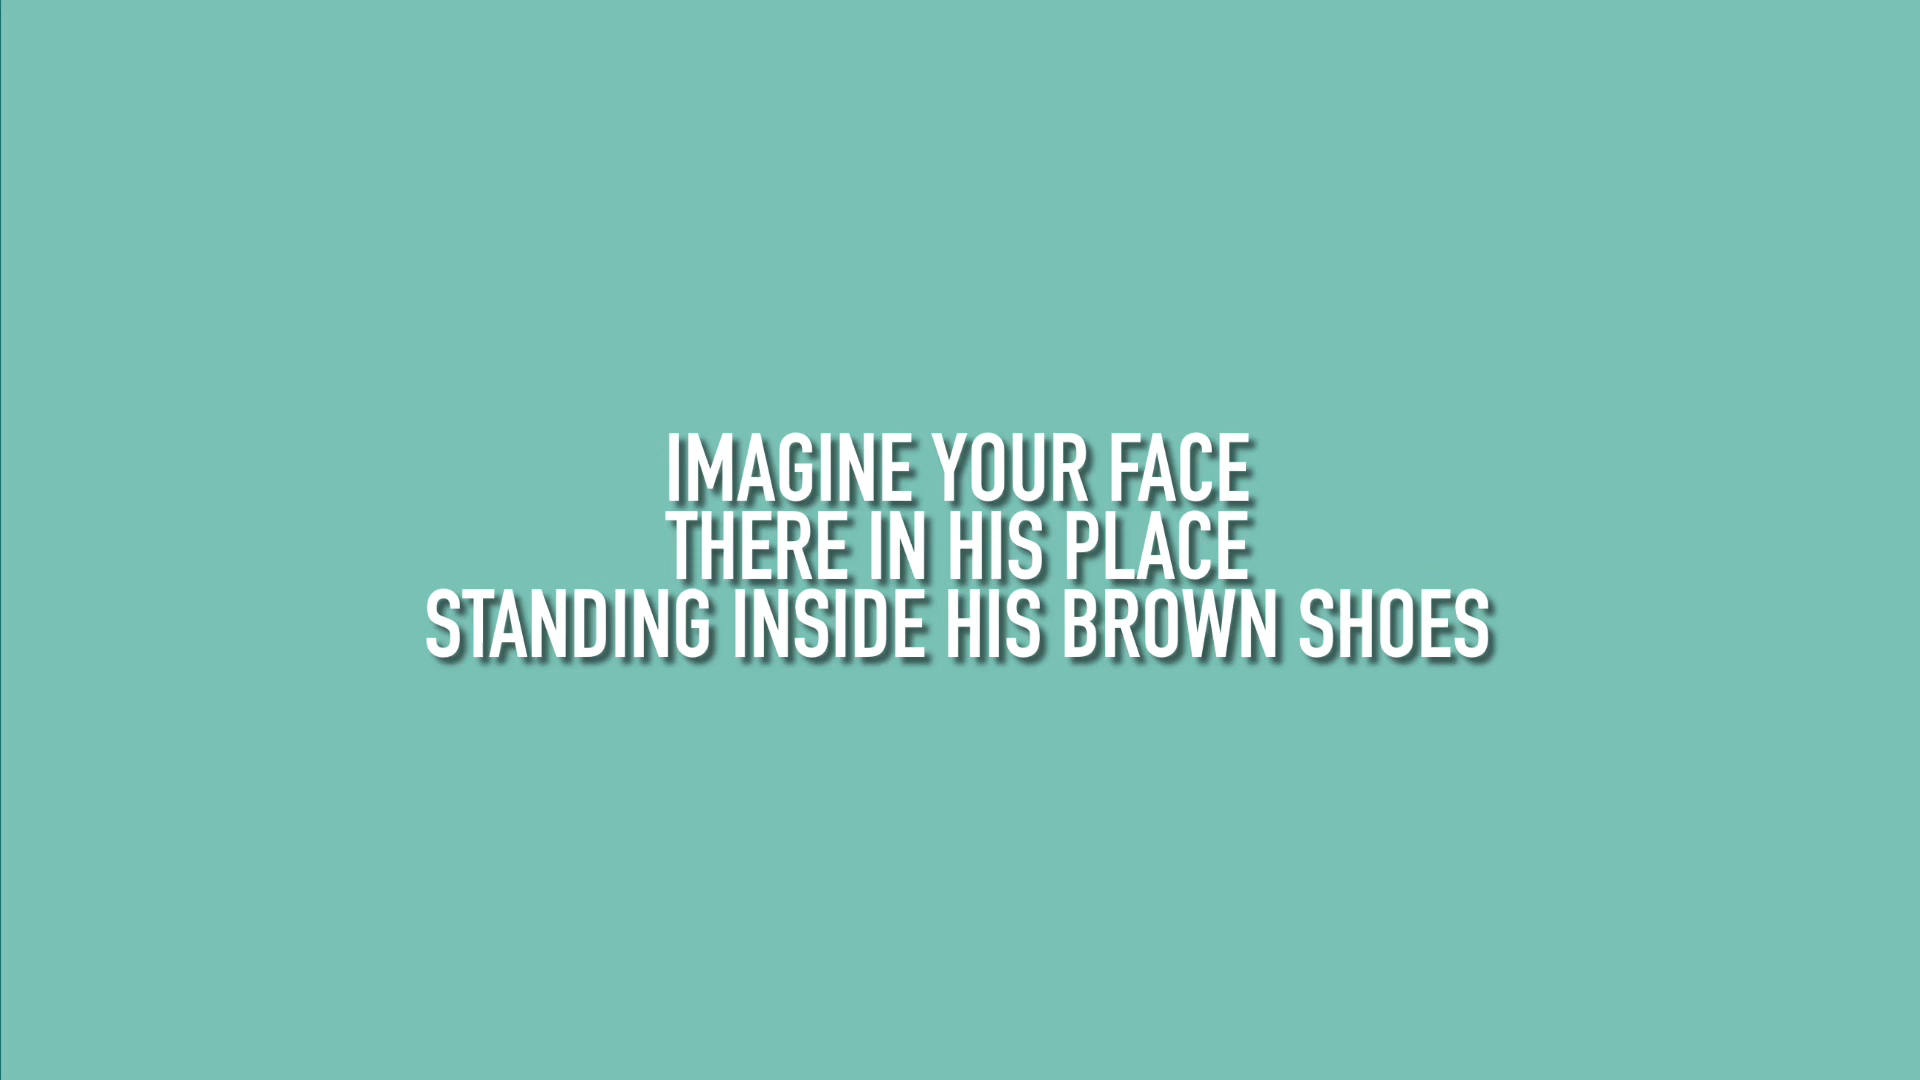 IMAGINE YOUR FACE
THERE IN HIS PLACE
STANDING INSIDE HIS BROWN SHOES